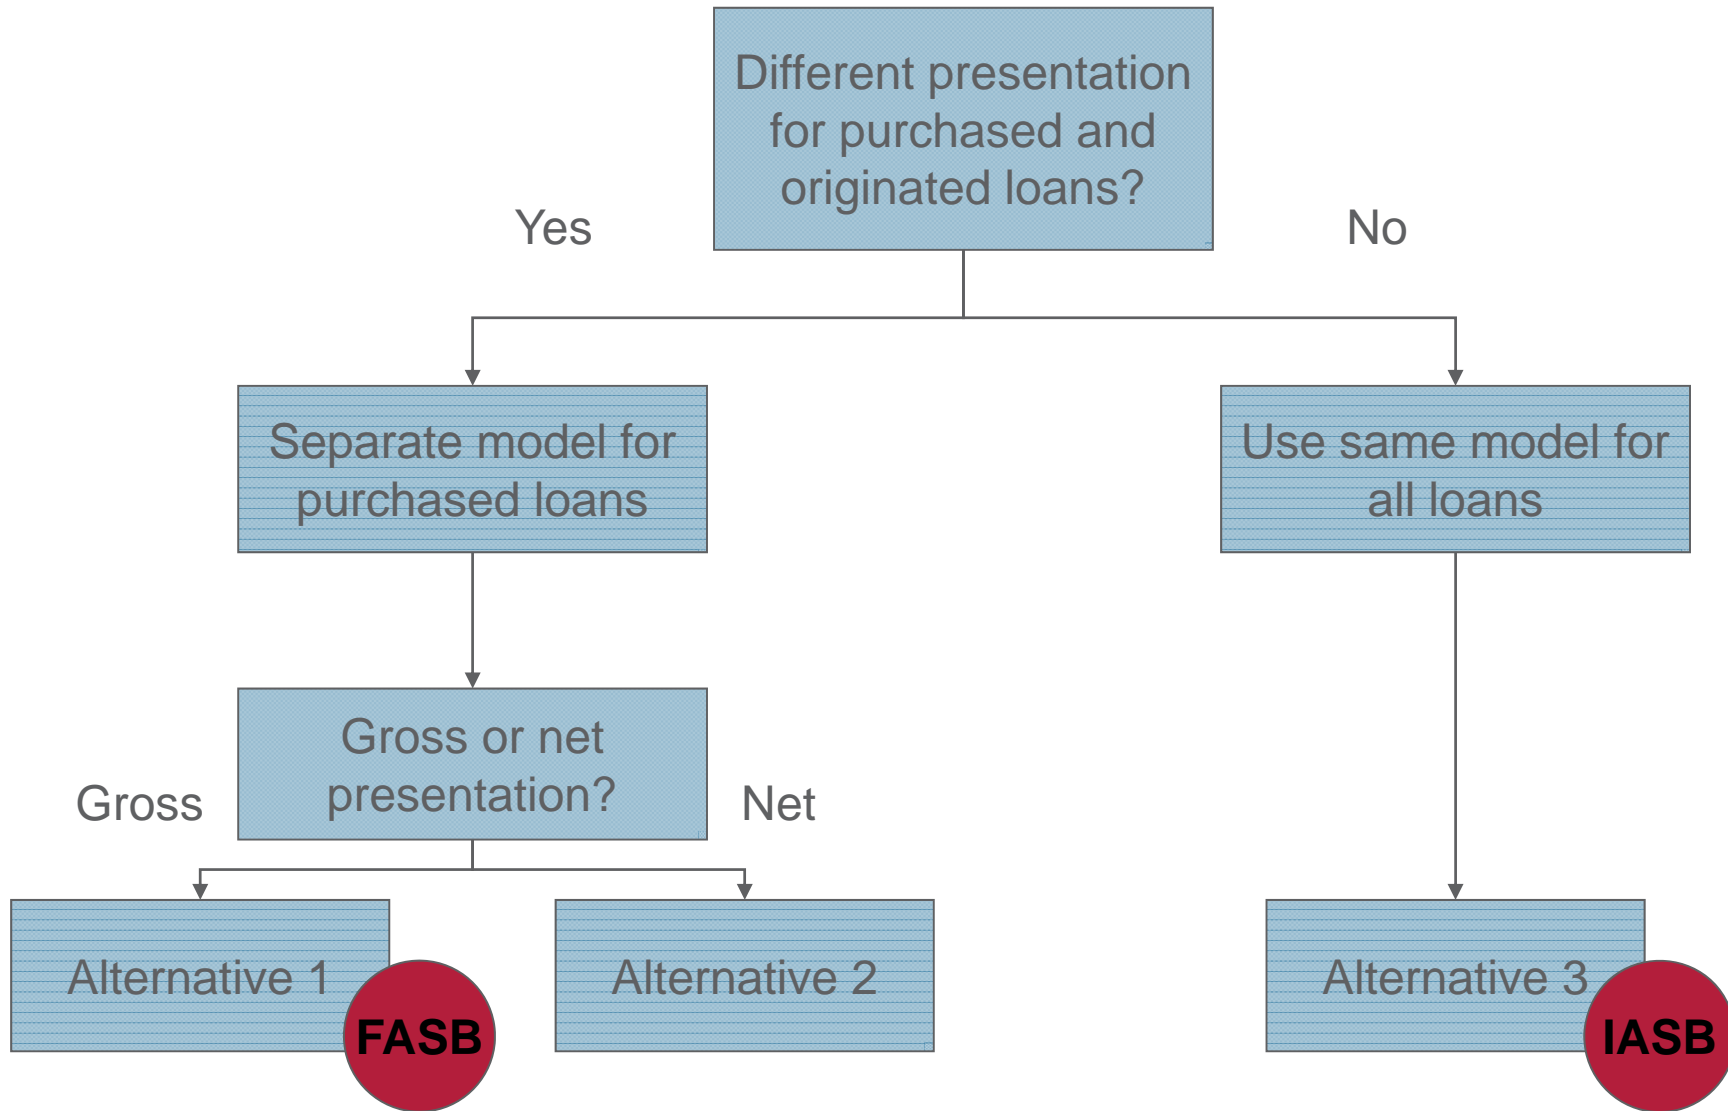 Different presentation
for purchased and
originated loans?
Yes
No
Separate model for
purchased loans
Use same model for
all loans
Gross or net
presentation?
Gross
Net
Alternative 1
Alternative 2
Alternative 3
FASB
IASB